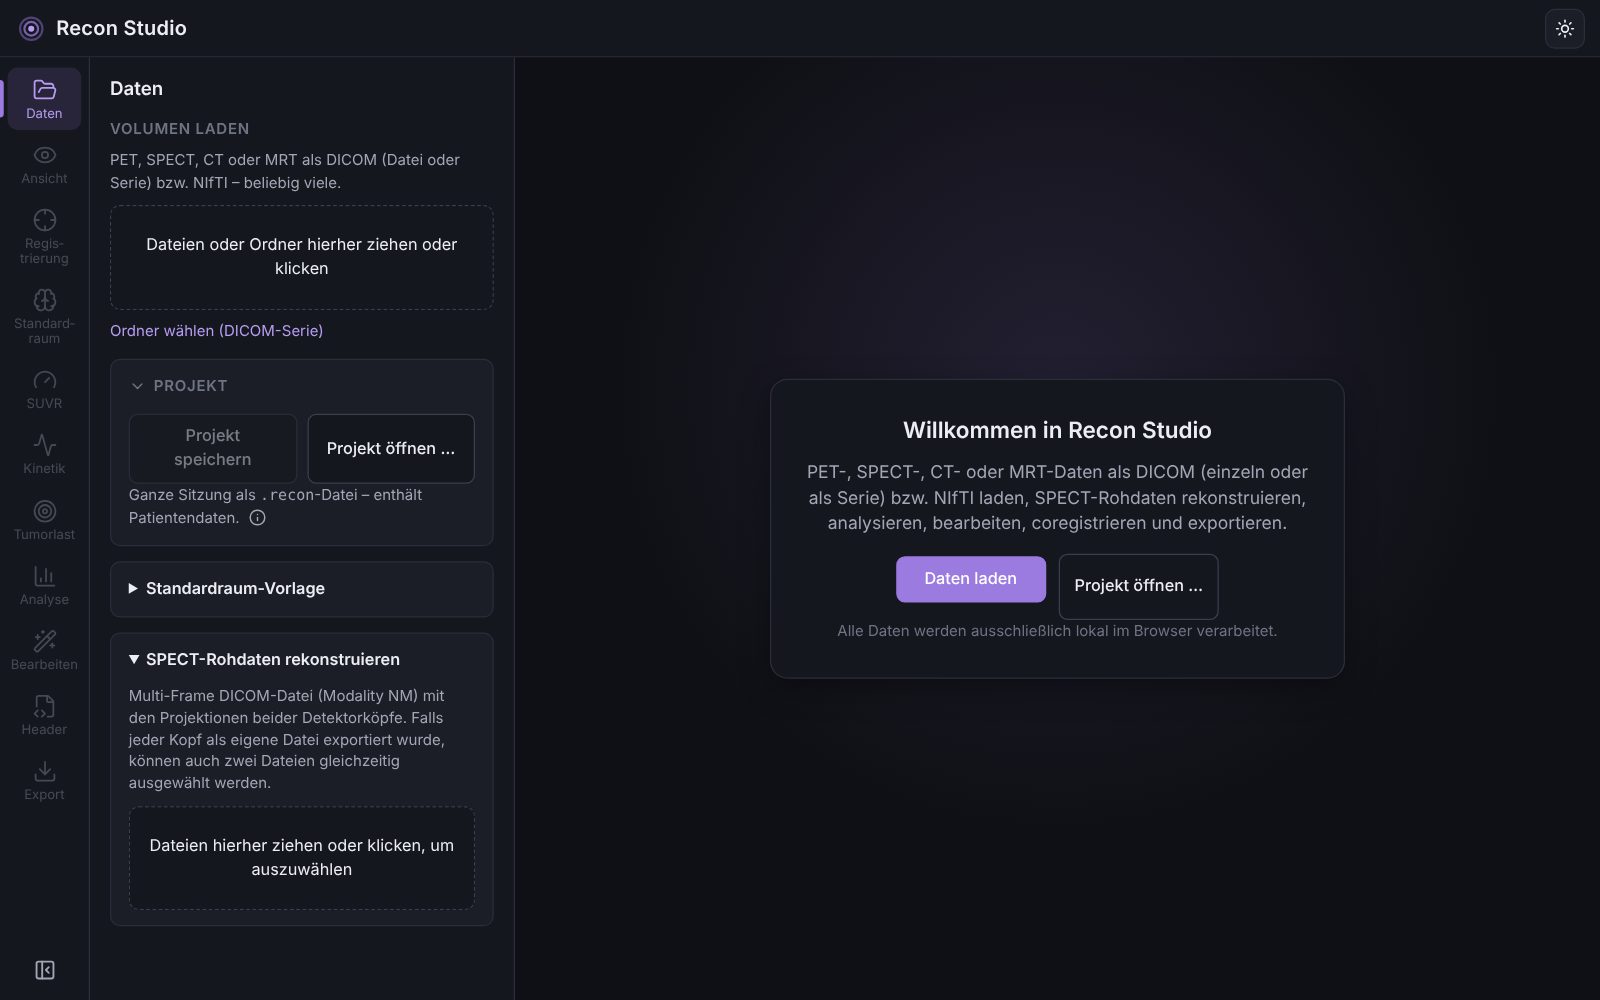 Recon Studio
Daten
Ansicht
Regis-
trierung
Standard-
raum
SUVR
Kinetik
Tumorlast
Analyse
Bearbeiten
Header
Export
Daten
VOLUMEN LADEN
PET, SPECT, CT oder MRT als DICOM (Datei oder
Serie) bzw. NIfTI – beliebig viele.
Dateien oder Ordner hierher ziehen oder
klicken
Ordner wählen (DICOM-Serie)
PROJEKT
Projekt
speichern
Projekt öffnen ...
Ganze Sitzung als .recon-Datei – enthält
Patientendaten.
Standardraum-Vorlage
SPECT-Rohdaten rekonstruieren
Multi-Frame DICOM-Datei (Modality NM) mit
den Projektionen beider Detektorköpfe. Falls
jeder Kopf als eigene Datei exportiert wurde,
können auch zwei Dateien gleichzeitig
ausgewählt werden.
Dateien hierher ziehen oder klicken, um
auszuwählen
Willkommen in Recon Studio
PET-, SPECT-, CT- oder MRT-Daten als DICOM (einzeln oder
als Serie) bzw. NIfTI laden, SPECT-Rohdaten rekonstruieren,
analysieren, bearbeiten, coregistrieren und exportieren.
Daten laden
Projekt öffnen ...
Alle Daten werden ausschließlich lokal im Browser verarbeitet.